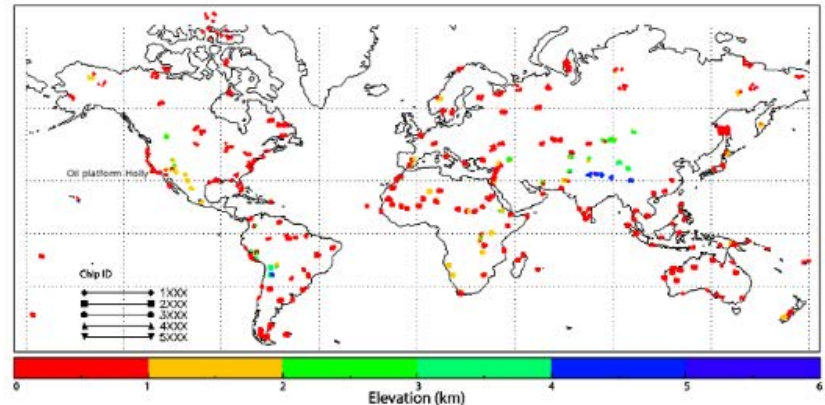 Oil platform Holly
Chip ID
1XXX
2XXX
3XXX
4XXX
5XXX
0 1 2 3 4 5 6
Elevation (km)